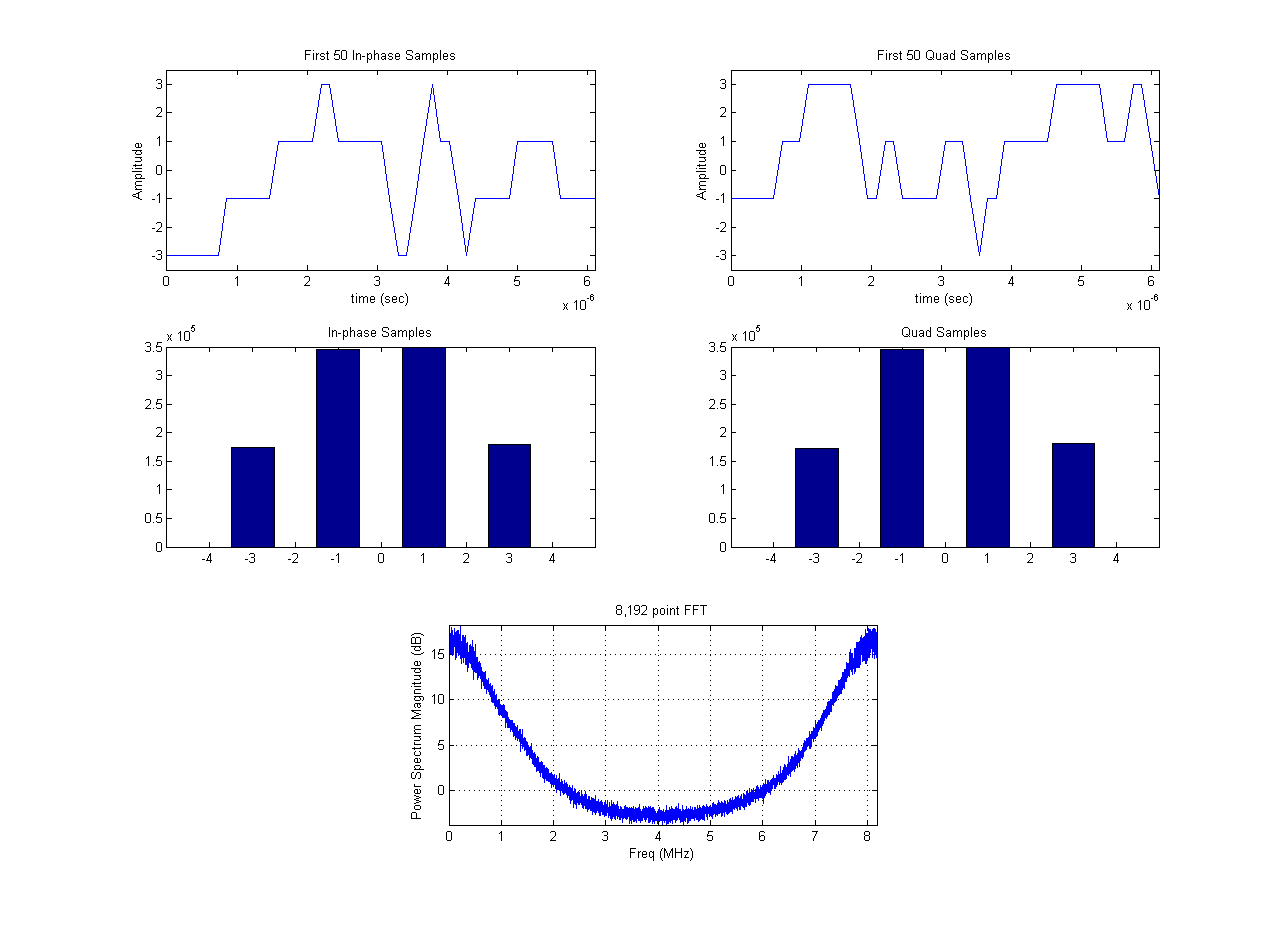 First 50 In-phase Samples
First 50 Quad Samples
Amplitude
3
2
1
0
-1
-2
-3
0 1 2 3 4 5 6
time (sec)
x 10^-6
Amplitude
3
2
1
0
-1
-2
-3
0 1 2 3 4 5 6
time (sec)
x 10^-6
In-phase Samples
x 10^5
3.5
3
2.5
2
1.5
1
0.5
0
-4 -3 -2 -1 0 1 2 3 4
Quad Samples
x 10^5
3.5
3
2.5
2
1.5
1
0.5
0
-4 -3 -2 -1 0 1 2 3 4
8,192 point FFT
Power Spectrum Magnitude (dB)
15
10
5
0
0 1 2 3 4 5 6 7 8
Freq (MHz)